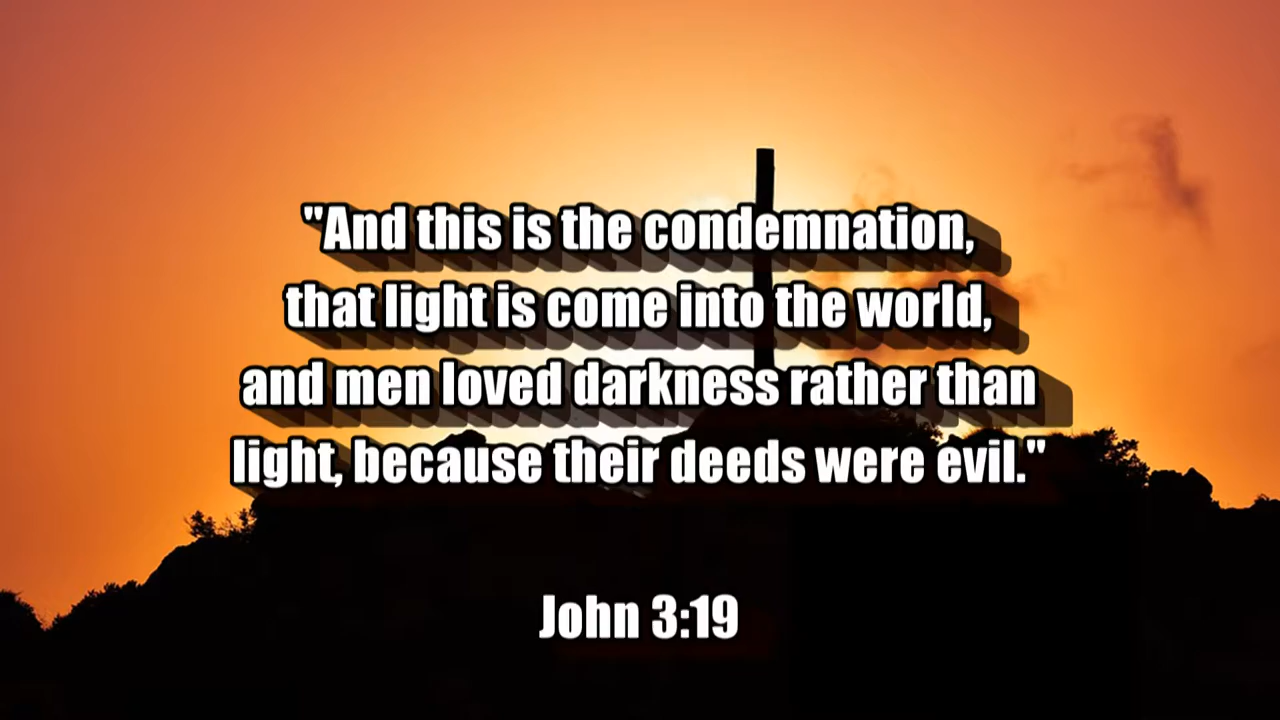 "And this is the condemnation,
that light is come into the world,
and men loved darkness rather than
light, because their deeds were evil."
John 3:19